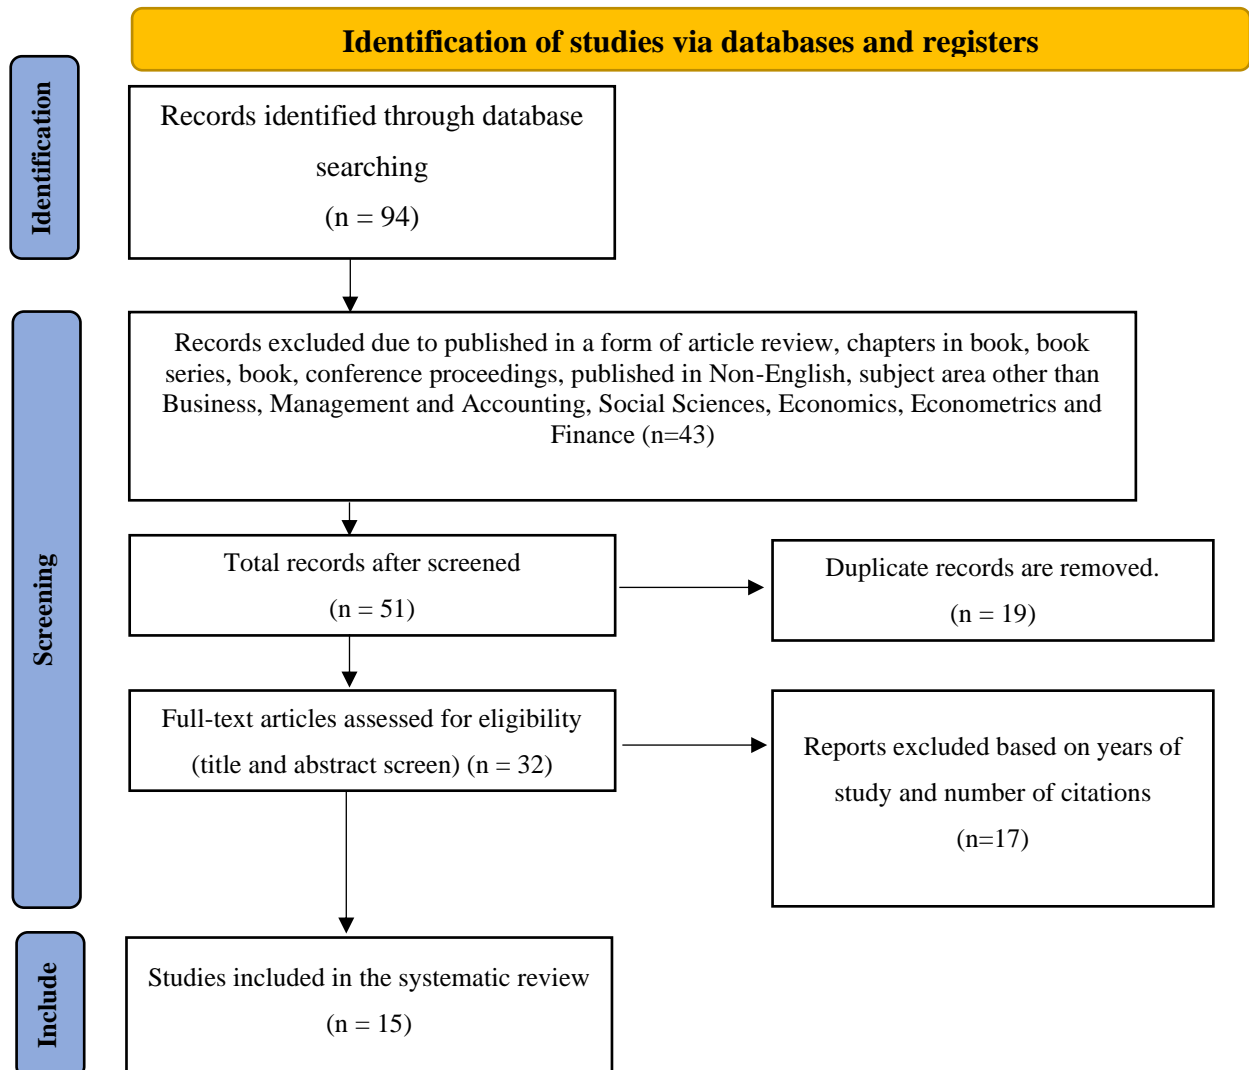 Identification of studies via databases and registers
Identification
Records identified through database
searching
(n = 94)
Screening
Records excluded due to published in a form of article review, chapters in book, book
series, book, conference proceedings, published in Non-English, subject area other than
Business, Management and Accounting, Social Sciences, Economics, Econometrics and
Finance (n=43)
Total records after screened
(n = 51)
Duplicate records are removed.
(n = 19)
Full-text articles assessed for eligibility
(title and abstract screen) (n = 32)
Reports excluded based on years of
study and number of citations
(n=17)
Include
Studies included in the systematic review
(n = 15)